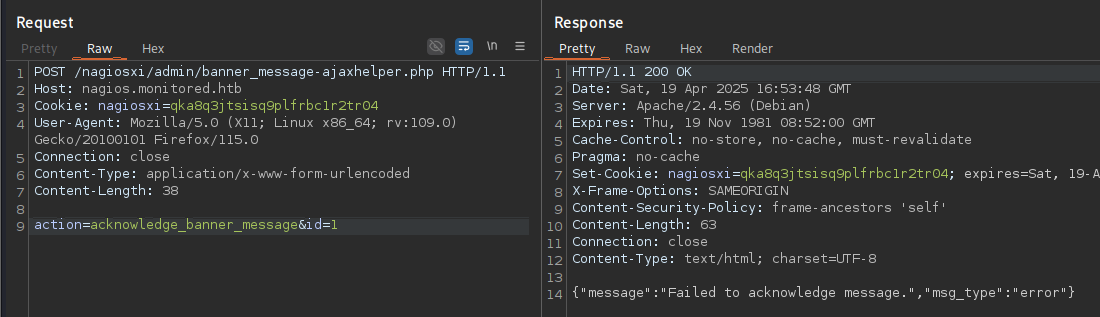 Request
Pretty Raw Hex \n
1 POST /nagiosxi/admin/banner_message-ajaxhelper.php HTTP/1.1
2 Host: nagios.monitored.htb
3 Cookie: nagiosxi=qka8q3jtsisq9plfrbc1r2tr04
4 User-Agent: Mozilla/5.0 (X11; Linux x86_64; rv:109.0)
Gecko/20100101 Firefox/115.0
5 Connection: close
6 Content-Type: application/x-www-form-urlencoded
7 Content-Length: 38
8
9 action=acknowledge_banner_message&id=1
Response
Pretty Raw Hex Render
1 HTTP/1.1 200 OK
2 Date: Sat, 19 Apr 2025 16:53:48 GMT
3 Server: Apache/2.4.56 (Debian)
4 Expires: Thu, 19 Nov 1981 08:52:00 GMT
5 Cache-Control: no-store, no-cache, must-revalidate
6 Pragma: no-cache
7 Set-Cookie: nagiosxi=qka8q3jtsisq9plfrbc1r2tr04; expires=Sat, 19-A
8 X-Frame-Options: SAMEORIGIN
9 Content-Security-Policy: frame-ancestors 'self'
10 Content-Length: 63
11 Connection: close
12 Content-Type: text/html; charset=UTF-8
13
14 {"message":"Failed to acknowledge message.","msg_type":"error"}